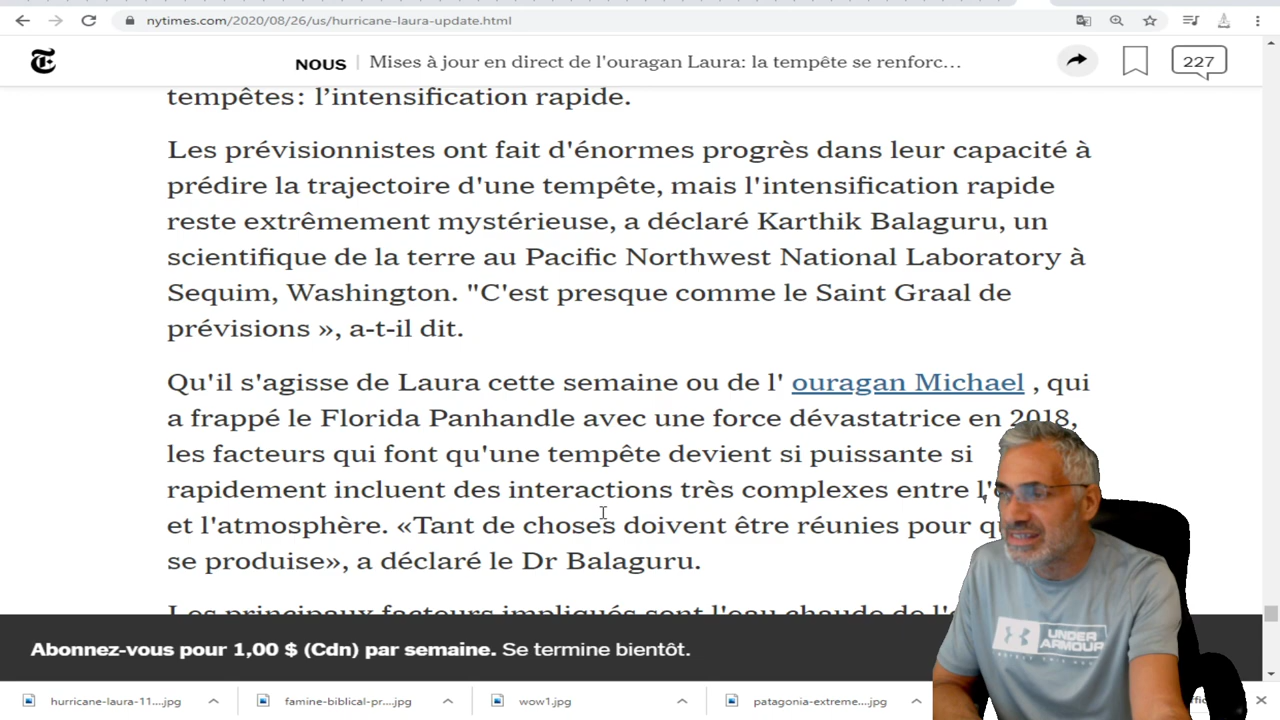 nytimes.com/2020/08/26/us/hurricane-laura-update.html
NOUS | Mises à jour en direct de l'ouragan Laura: la tempête se renforc…
227
tempêtes: l'intensification rapide.
Les prévisionnistes ont fait d'énormes progrès dans leur capacité à
prédire la trajectoire d'une tempête, mais l'intensification rapide
reste extrêmement mystérieuse, a déclaré Karthik Balaguru, un
scientifique de la terre au Pacific Northwest National Laboratory à
Sequim, Washington. "C'est presque comme le Saint Graal de
prévisions », a-t-il dit.
Qu'il s'agisse de Laura cette semaine ou de l' ouragan Michael , qui
a frappé le Florida Panhandle avec une force dévastatrice en 2018,
les facteurs qui font qu'une tempête devient si puissante si
rapidement incluent des interactions très complexes entre
et l'atmosphère. «Tant de choses doivent être réunies pour
se produise», a déclaré le Dr Balaguru.
Les principaux facteurs impliqués sont l'eau chaude de
Abonnez-vous pour 1,00 $ (Cdn) par semaine. Se termine bientôt.
UNDER
ARMOUR
hurricane-laura-11....jpg
famine-biblical-pr....jpg
wow1.jpg
patagonia-extreme....jpg